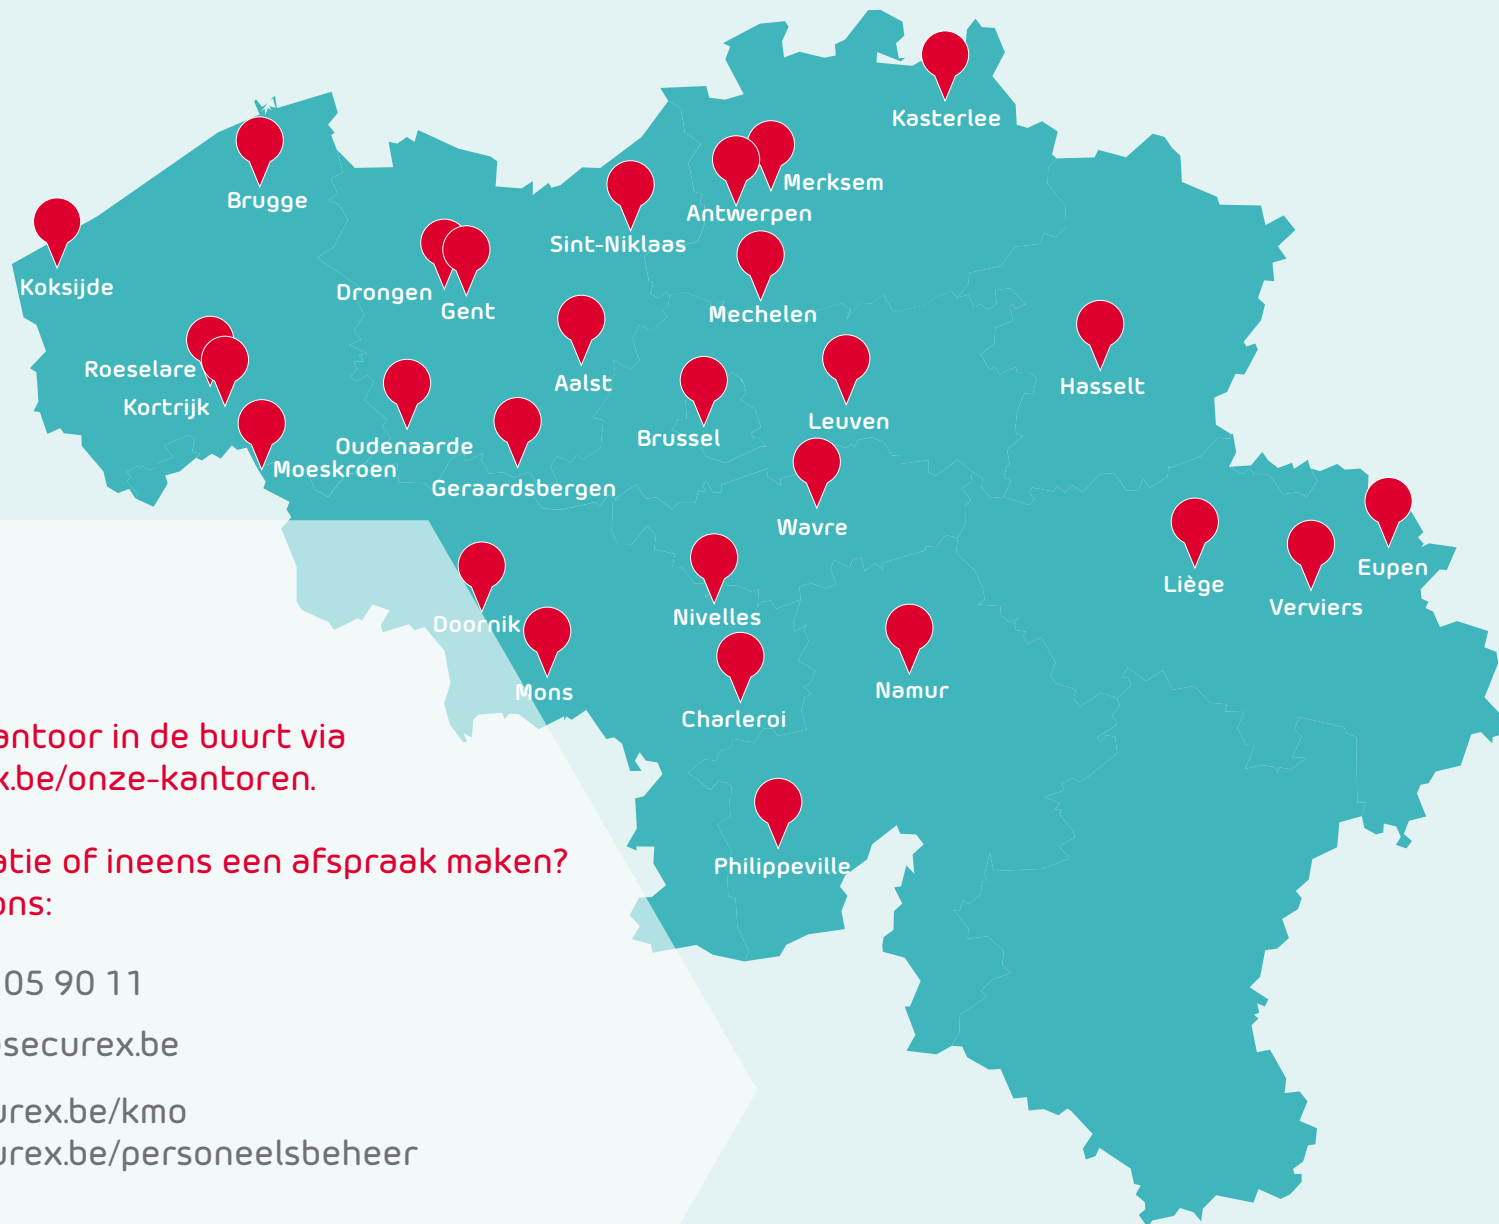 Kasterlee
Merksem
Brugge
Antwerpen
Sint-Niklaas
Koksijde
Drongen
Gent
Mechelen
Roeselare
Aalst
Hasselt
Kortrijk
Leuven
Brussel
Oudenaarde
Moeskroen
Geraardsbergen
Wavre
Eupen
Liège
Verviers
Nivelles
Doornik
Namur
Mons
Charleroi
antoor in de buurt via
x.be/onze-kantoren.
Philippeville
atie of ineens een afspraak maken?
ons:
05 90 11
securex.be
urex.be/kmo
urex.be/personeelsbeheer